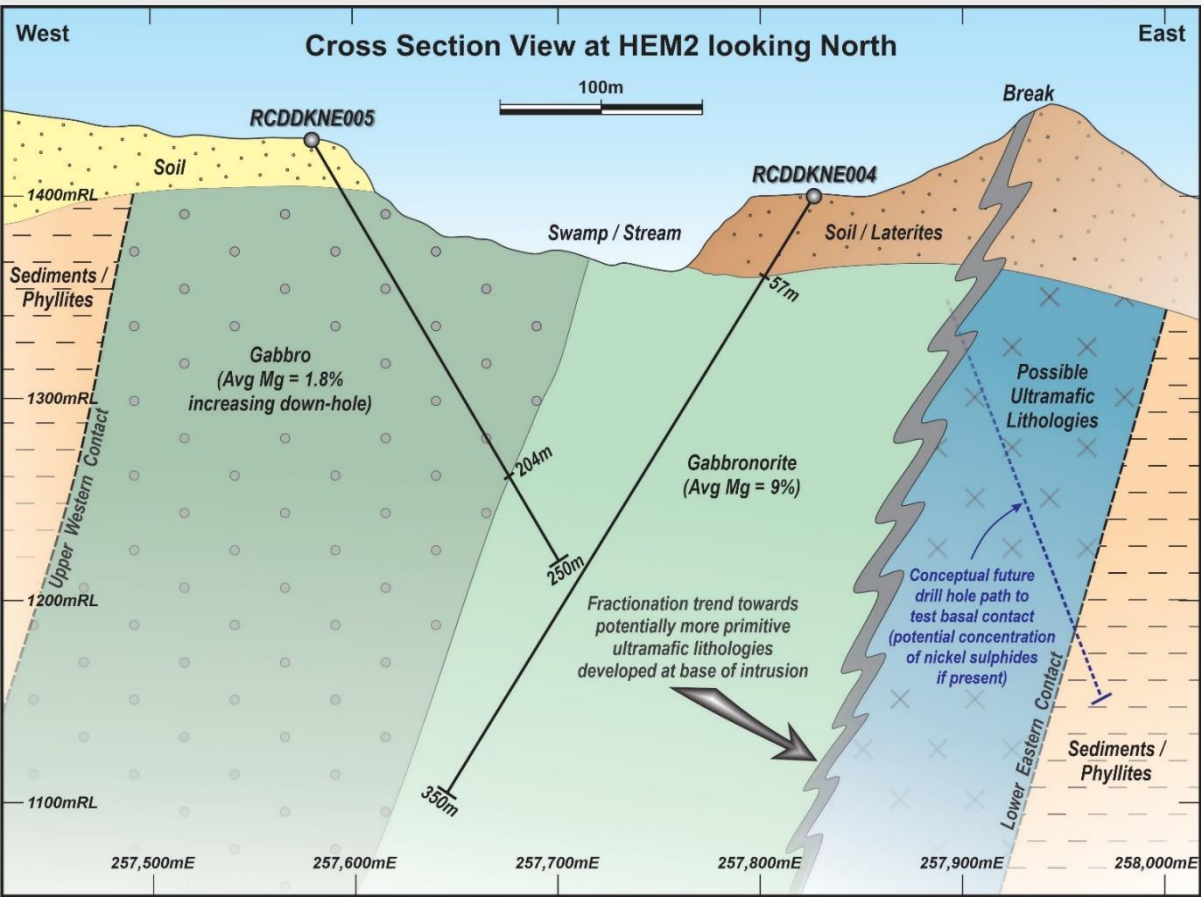 West
East
Cross Section View at HEM2 looking North
100m
Break
RCDDKNE005
Soil
RCDDKNE004
1400mRL
Swamp / Stream
Soil / Laterites
Sediments /
Phyllites
57m
Gabbro
(Avg Mg = 1.8%
increasing down-hole)
Possible
Ultramafic
Lithologies
1300mRL
Upper Western Contact
204m
Gabbronorite
(Avg Mg = 9%)
250m
Conceptual future
drill hole path to
test basal contact
(potential concentration
of nickel sulphides
if present)
1200mRL
Fractionation trend towards
potentially more primitive
ultramafic lithologies
developed at base of intrusion
Lower Eastern Contact
Sediments /
Phyllites
350m
1100mRL
257,500mE
257,600mE
257,700mE
257,800mE
257,900mE
258,000mE